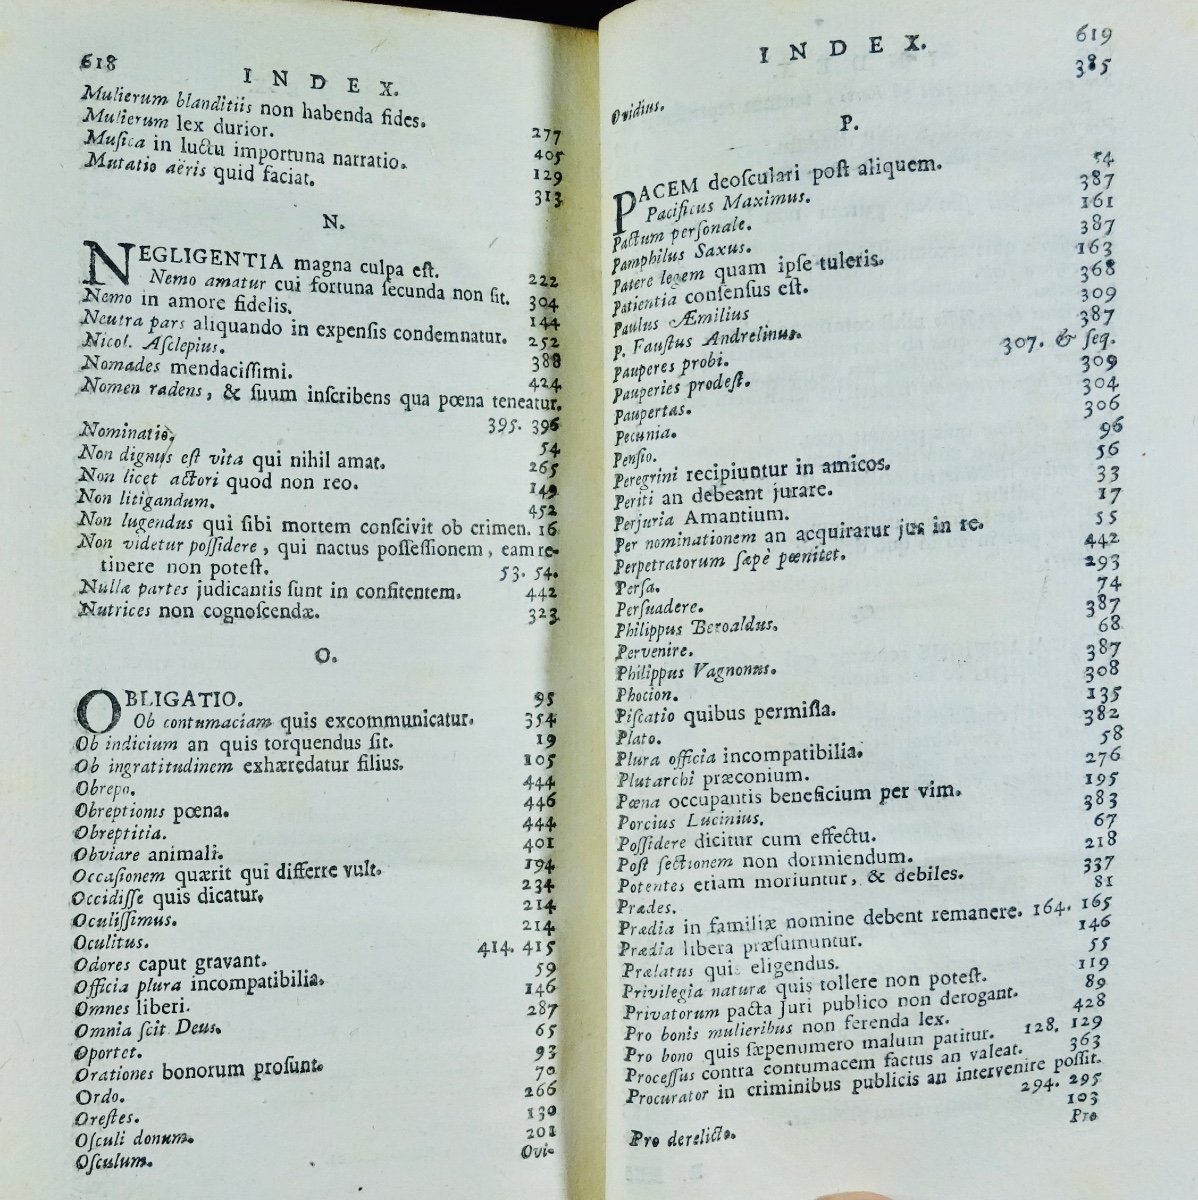 618
INDEX.
Mulierum blanditiis non habenda fides. 277
Mulierum lex durior. 405
Musica in luctu importuna narratio. 129
Mutatio aëris quid faciat. 313
N.
NEGLIGENTIA magna culpa est. 222
Nemo amatur cui fortuna secunda non sit. 304
Nemo in amore fidelis. 144
Neutra pars aliquando in expensis condemnatur. 252
Nicol. Asclepius. 388
Nomades mendacissimi. 424
Nomen radens, & suum inscribens qua pœna teneatur.
395. 396
Nominatio. 54
Non dignus est vita qui nihil amat. 265
Non licet actori quod non reo. 149
Non litigandum. 452
Non lugendus qui sibi mortem conscivit ob crimen. 16
Non videtur possidere, qui nactus possessionem, eam re-
tinere non potest. 53. 54.
Nullæ partes judicantis sunt in confitentem. 442
Nutrices non cognoscendæ. 323
O.
OBLIGATIO. 95
Ob contumaciam quis excommunicatur. 354
Ob indicium an quis torquendus sit. 19
Ob ingratitudinem exhæredatur filius. 105
Obrepo. 444
Obreptionis pœna. 446
Obreptitia. 444
Obviare animali. 401
Occasionem quærit qui differre vult. 194
Occidisse quis dicatur. 234
Oculissimus. 214
Oculitus. 214
Odores caput gravant. 414. 415
Officia plura incompatibilia. 59
Omnes liberi. 146
Omnia scit Deus. 287
Oportet. 65
Orationes bonorum prosunt. 93
Ordo. 70
Orestes. 266
Osculi donum. 130
Osculum. 201
Ovi-
INDEX. 619
Ovidius. 385
P.
PACEM deosculari post aliquem. 54
Pacificus Maximus. 387
Pactum personale. 161
Pamphilus Saxus. 387
Patere legem quam ipse tuleris. 163
Patientia consensus est. 368
Paulus Æmilius 309
P. Faustus Andrelinus. 387
Pauperes probi. 307. & seq.
Pauperies prodest. 309
Paupertas. 304
Pecunia. 306
Pensio. 96
Peregrini recipiuntur in amicos. 56
Periti an debeant jurare. 33
Perjuria Amantium. 17
Per nominationem an acquiratur jus in re. 55
Perpetratorum sæpè pœnitet. 442
Persa. 293
Persuadere. 74
Philippus Beroaldus. 387
Pervenire. 68
Philippus Vagnonus. 387
Phocion. 308
Piscatio quibus permissa. 135
Plato. 382
Plura officia incompatibilia. 58
Plutarchi præconium. 276
Pœna occupantis beneficium per vim. 195
Porcius Lucinius. 383
Possidere dicitur cum effectu. 67
Post sectionem non dormiendum. 218
Potentes etiam moriuntur, & debiles. 337
Prædes. 81
Prædia in familiæ nomine debent remanere. 164. 165
Prædia libera præsumuntur. 146
Prælatus quis eligendus. 55
Privilegia naturæ quis tollere non potest. 119
Privatorum pacta juri publico non derogant. 89
Pro bonis mulieribus non ferenda lex. 428
Pro bono quis sæpenumero malum patitur. 128. 129
Processus contra contumacem factus an valeat. 363
Procurator in criminibus publicis an intervenire possit.
294. 295
Pro derelicto. 103
Pro